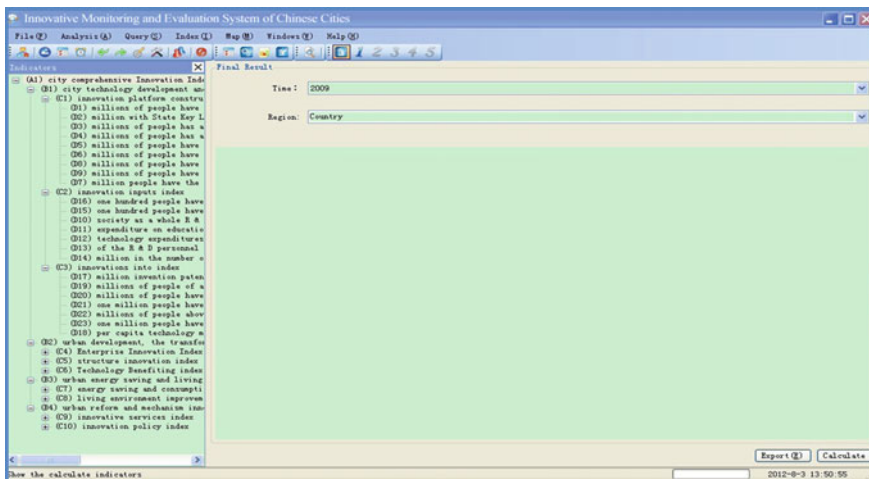 Innovative Monitoring and Evaluation System of Chinese Cities
File(F) Analysis(A) Query(S) Index(I) Map(M) Windows(W) Help(H)
1 2 3 4 5
Indicators
Final Result
(A1) city comprehensive Innovation Inde
(B1) city technology development an
(C1) innovation platform constru
(D1) millions of people have
(D2) million with State Key L
(D3) millions of people has a
(D4) millions of people has a
(D5) millions of people have
(D6) millions of people have
(D8) millions of people have
(D9) millions of people have
(D7) million people have the
(C2) innovation inputs index
(D16) one hundred people have
(D15) one hundred people have
(D10) society as a whole R &
(D11) expenditure on educatio
(D12) technology expenditures
(D13) of the R & D personnel
(D14) million in the number o
(C3) innovations into index
(D17) million invention paten
(D19) millions of people of a
(D20) millions of people have
(D21) one million people have
(D22) millions of people abov
(D23) one million people have
(D18) per capita technology m
(B2) urban development, the transfo
(C4) Enterprise Innovation Index
(C5) structure innovation index
(C6) Technology Benefiting index
(B3) urban energy saving and living
(C7) energy saving and consumpti
(C8) living environment improvem
(B4) urban reform and mechanism inn
(C9) innovative services index
(C10) innovation policy index
Time: 2009
Region: Country
Export(E) Calculate
Show the calculate indicators
2012-8-3 13:50:55